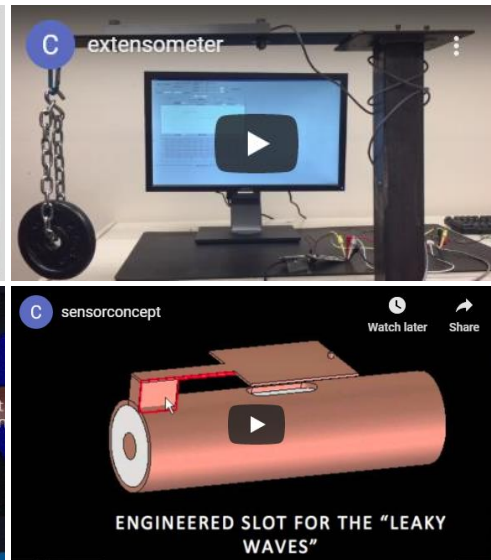 C extensometer
C sensorconcept
Watch later
Share
ENGINEERED SLOT FOR THE "LEAKY
WAVES"